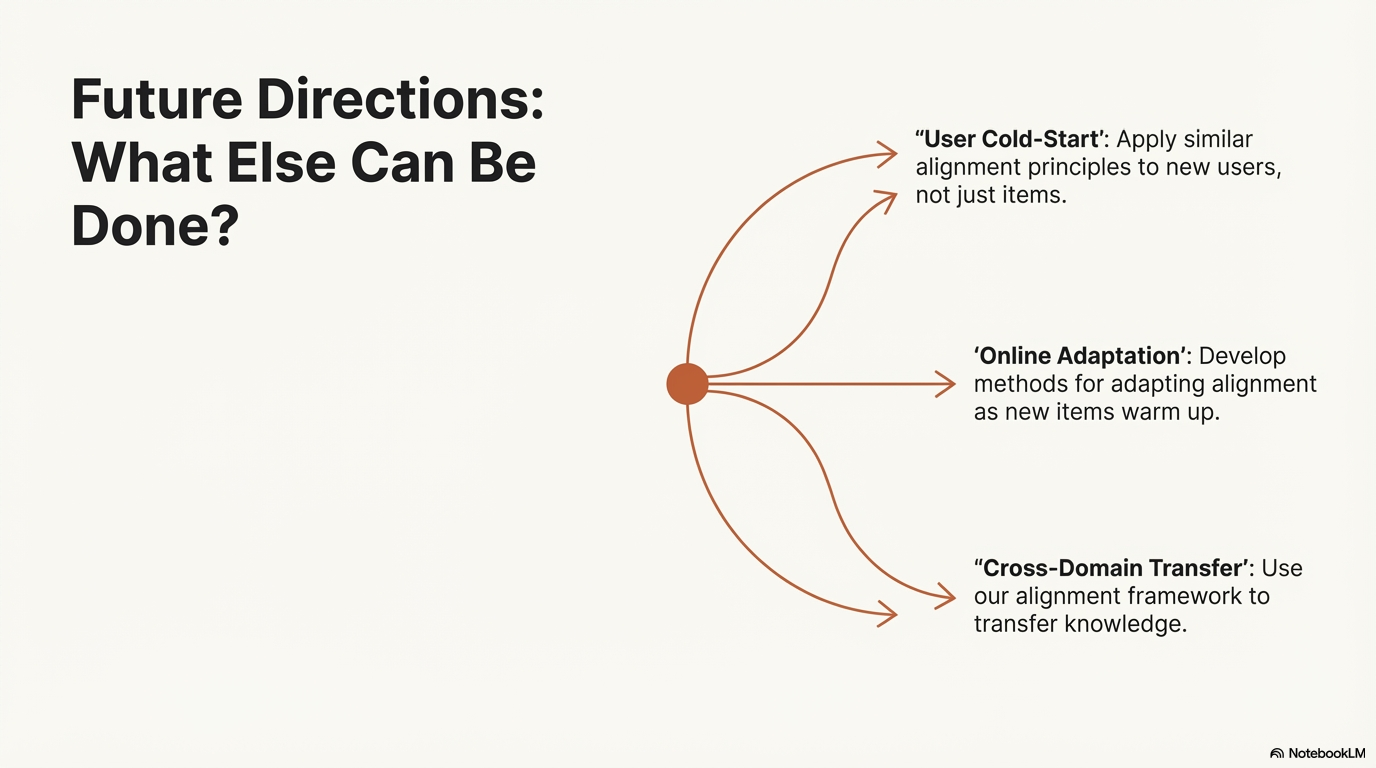 Future Directions:
What Else Can Be
Done?
“User Cold-Start’: Apply similar
alignment principles to new users,
not just items.
‘Online Adaptation’: Develop
methods for adapting alignment
as new items warm up.
“Cross-Domain Transfer’: Use
our alignment framework to
transfer knowledge.
NotebookLM